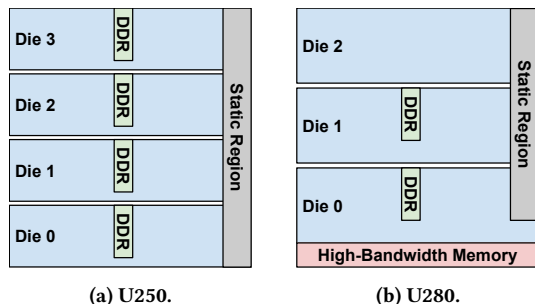 Die 3
DDR
Die 2
DDR
Die 1
DDR
Die 0
DDR
Static Region
(a) U250.
Die 2
Die 1
DDR
Die 0
DDR
Static Region
High-Bandwidth Memory
(b) U280.